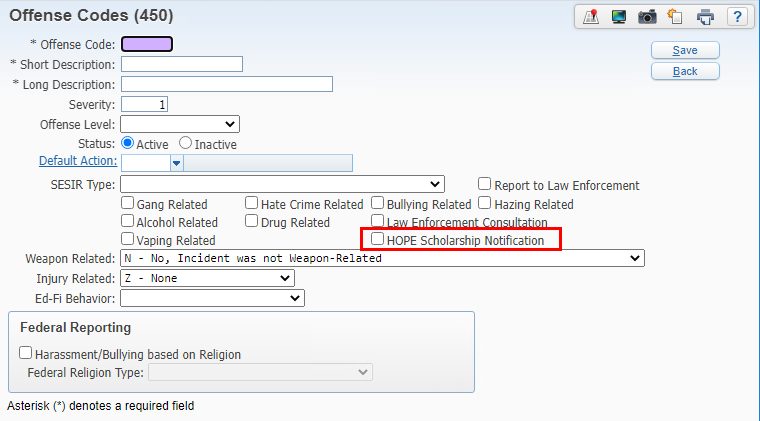 Offense Codes (450)
?
* Offense Code:
Save
* Short Description:
Back
* Long Description:
Severity: 1
Offense Level:
Status: Active Inactive
Default Action:
SESIR Type: Report to Law Enforcement
Gang Related Hate Crime Related Bullying Related Hazing Related
Alcohol Related Drug Related Law Enforcement Consultation
Vaping Related HOPE Scholarship Notification
Weapon Related: N - No, Incident was not Weapon-Related
Injury Related: Z - None
Ed-Fi Behavior:
Federal Reporting
Harassment/Bullying based on Religion
Federal Religion Type:
Asterisk (*) denotes a required field